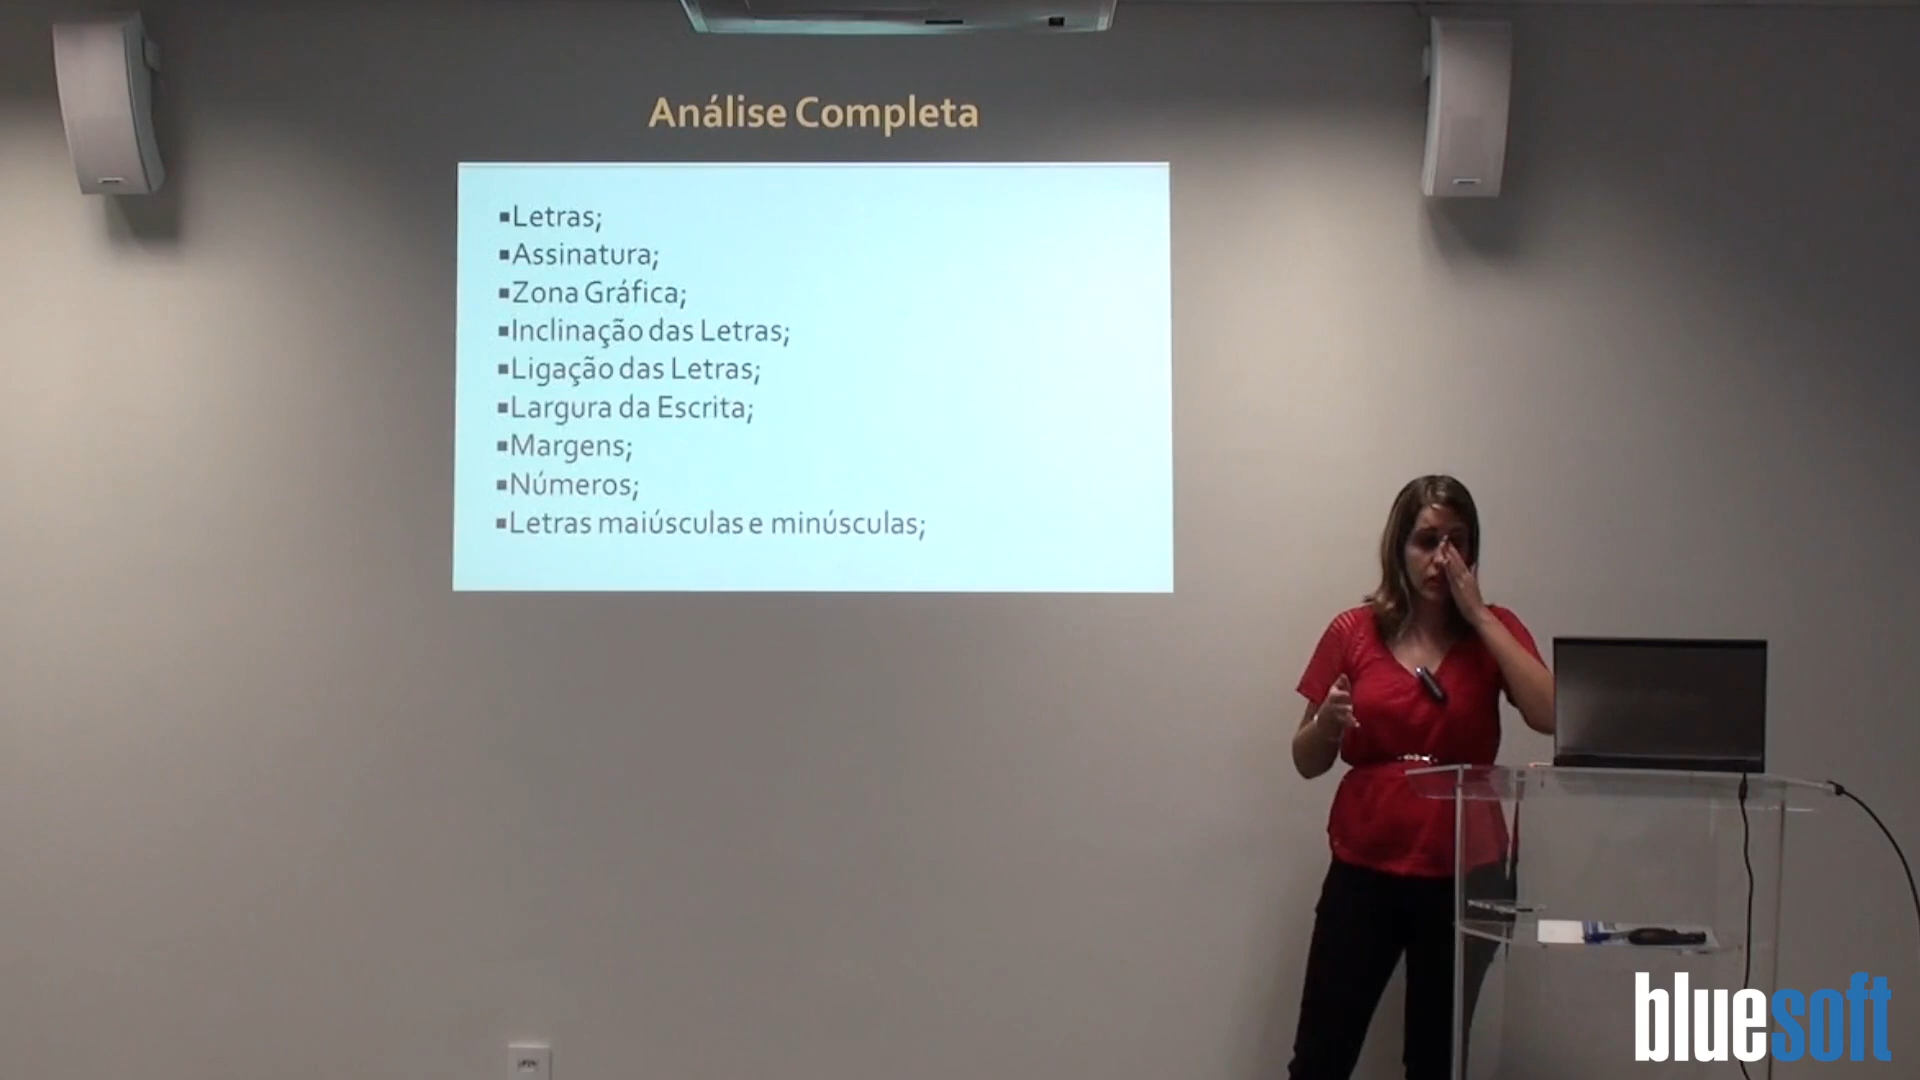 Análise Completa
▪Letras;
▪Assinatura;
▪Zona Gráfica;
▪Inclinação das Letras;
▪Ligação das Letras;
▪Largura da Escrita;
▪Margens;
▪Números;
▪Letras maiúsculas e minúsculas;
bluesoft